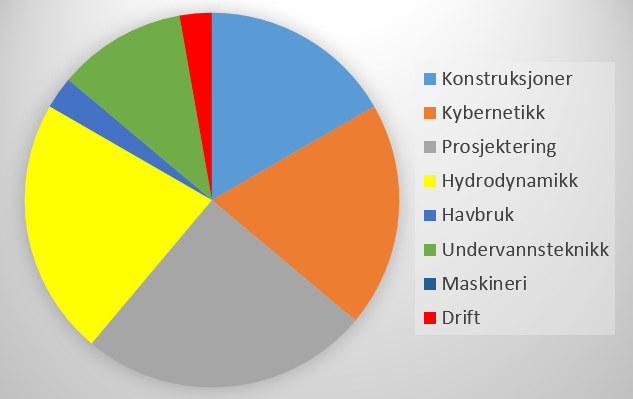 Konstruksjoner
Kybernetikk
Prosjektering
Hydrodynamikk
Havbruk
Undervannsteknikk
Maskineri
Drift